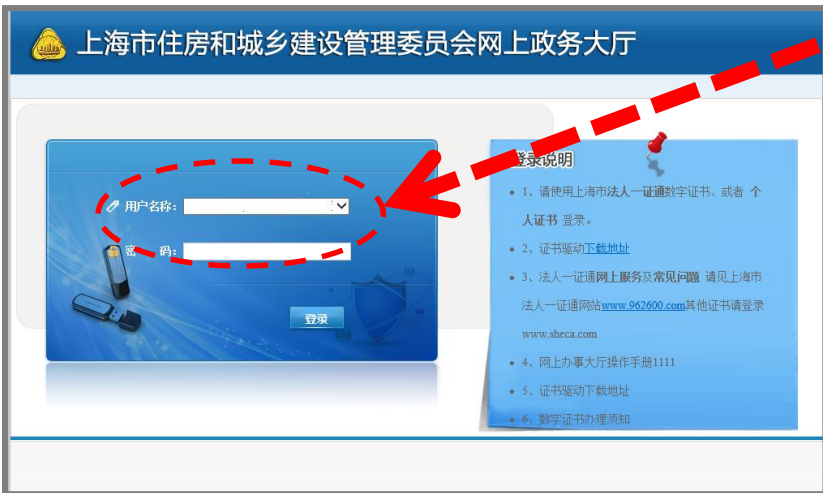 上海市住房和城乡建设管理委员会网上政务大厅
用户名称:
密 码:
登录
登录说明
1、请使用上海市法人一证通数字证书、或者 个
人证书 登录。
2、证书驱动下载地址
3、法人一证通网上服务及常见问题 请见上海市
法人一证通网站www.962600.com其他证书请登录
www.sheca.com
4、网上办事大厅操作手册1111
5、证书驱动下载地址
6、数字证书办理须知